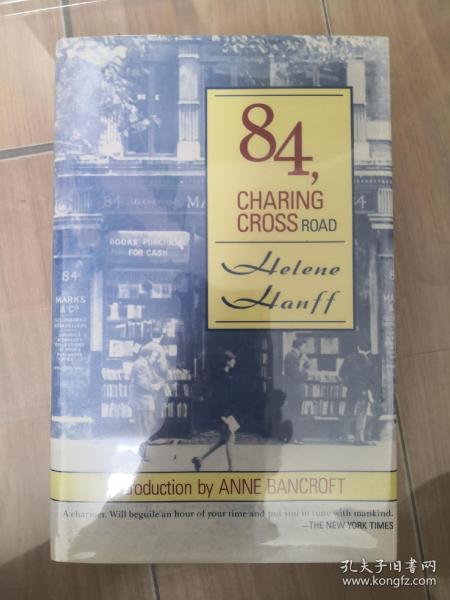 84,
CHARING
CROSS ROAD
Helene
Hanff
BOOKS PURCHASED
FOR CASH
84
MARKS
& CO
84
roduction by ANNE BANCROFT
A charmer. Will beguile an hour of your time and put you in tune with mankind.
—THE NEW YORK TIMES
孔夫子旧书网
www.kongfz.com